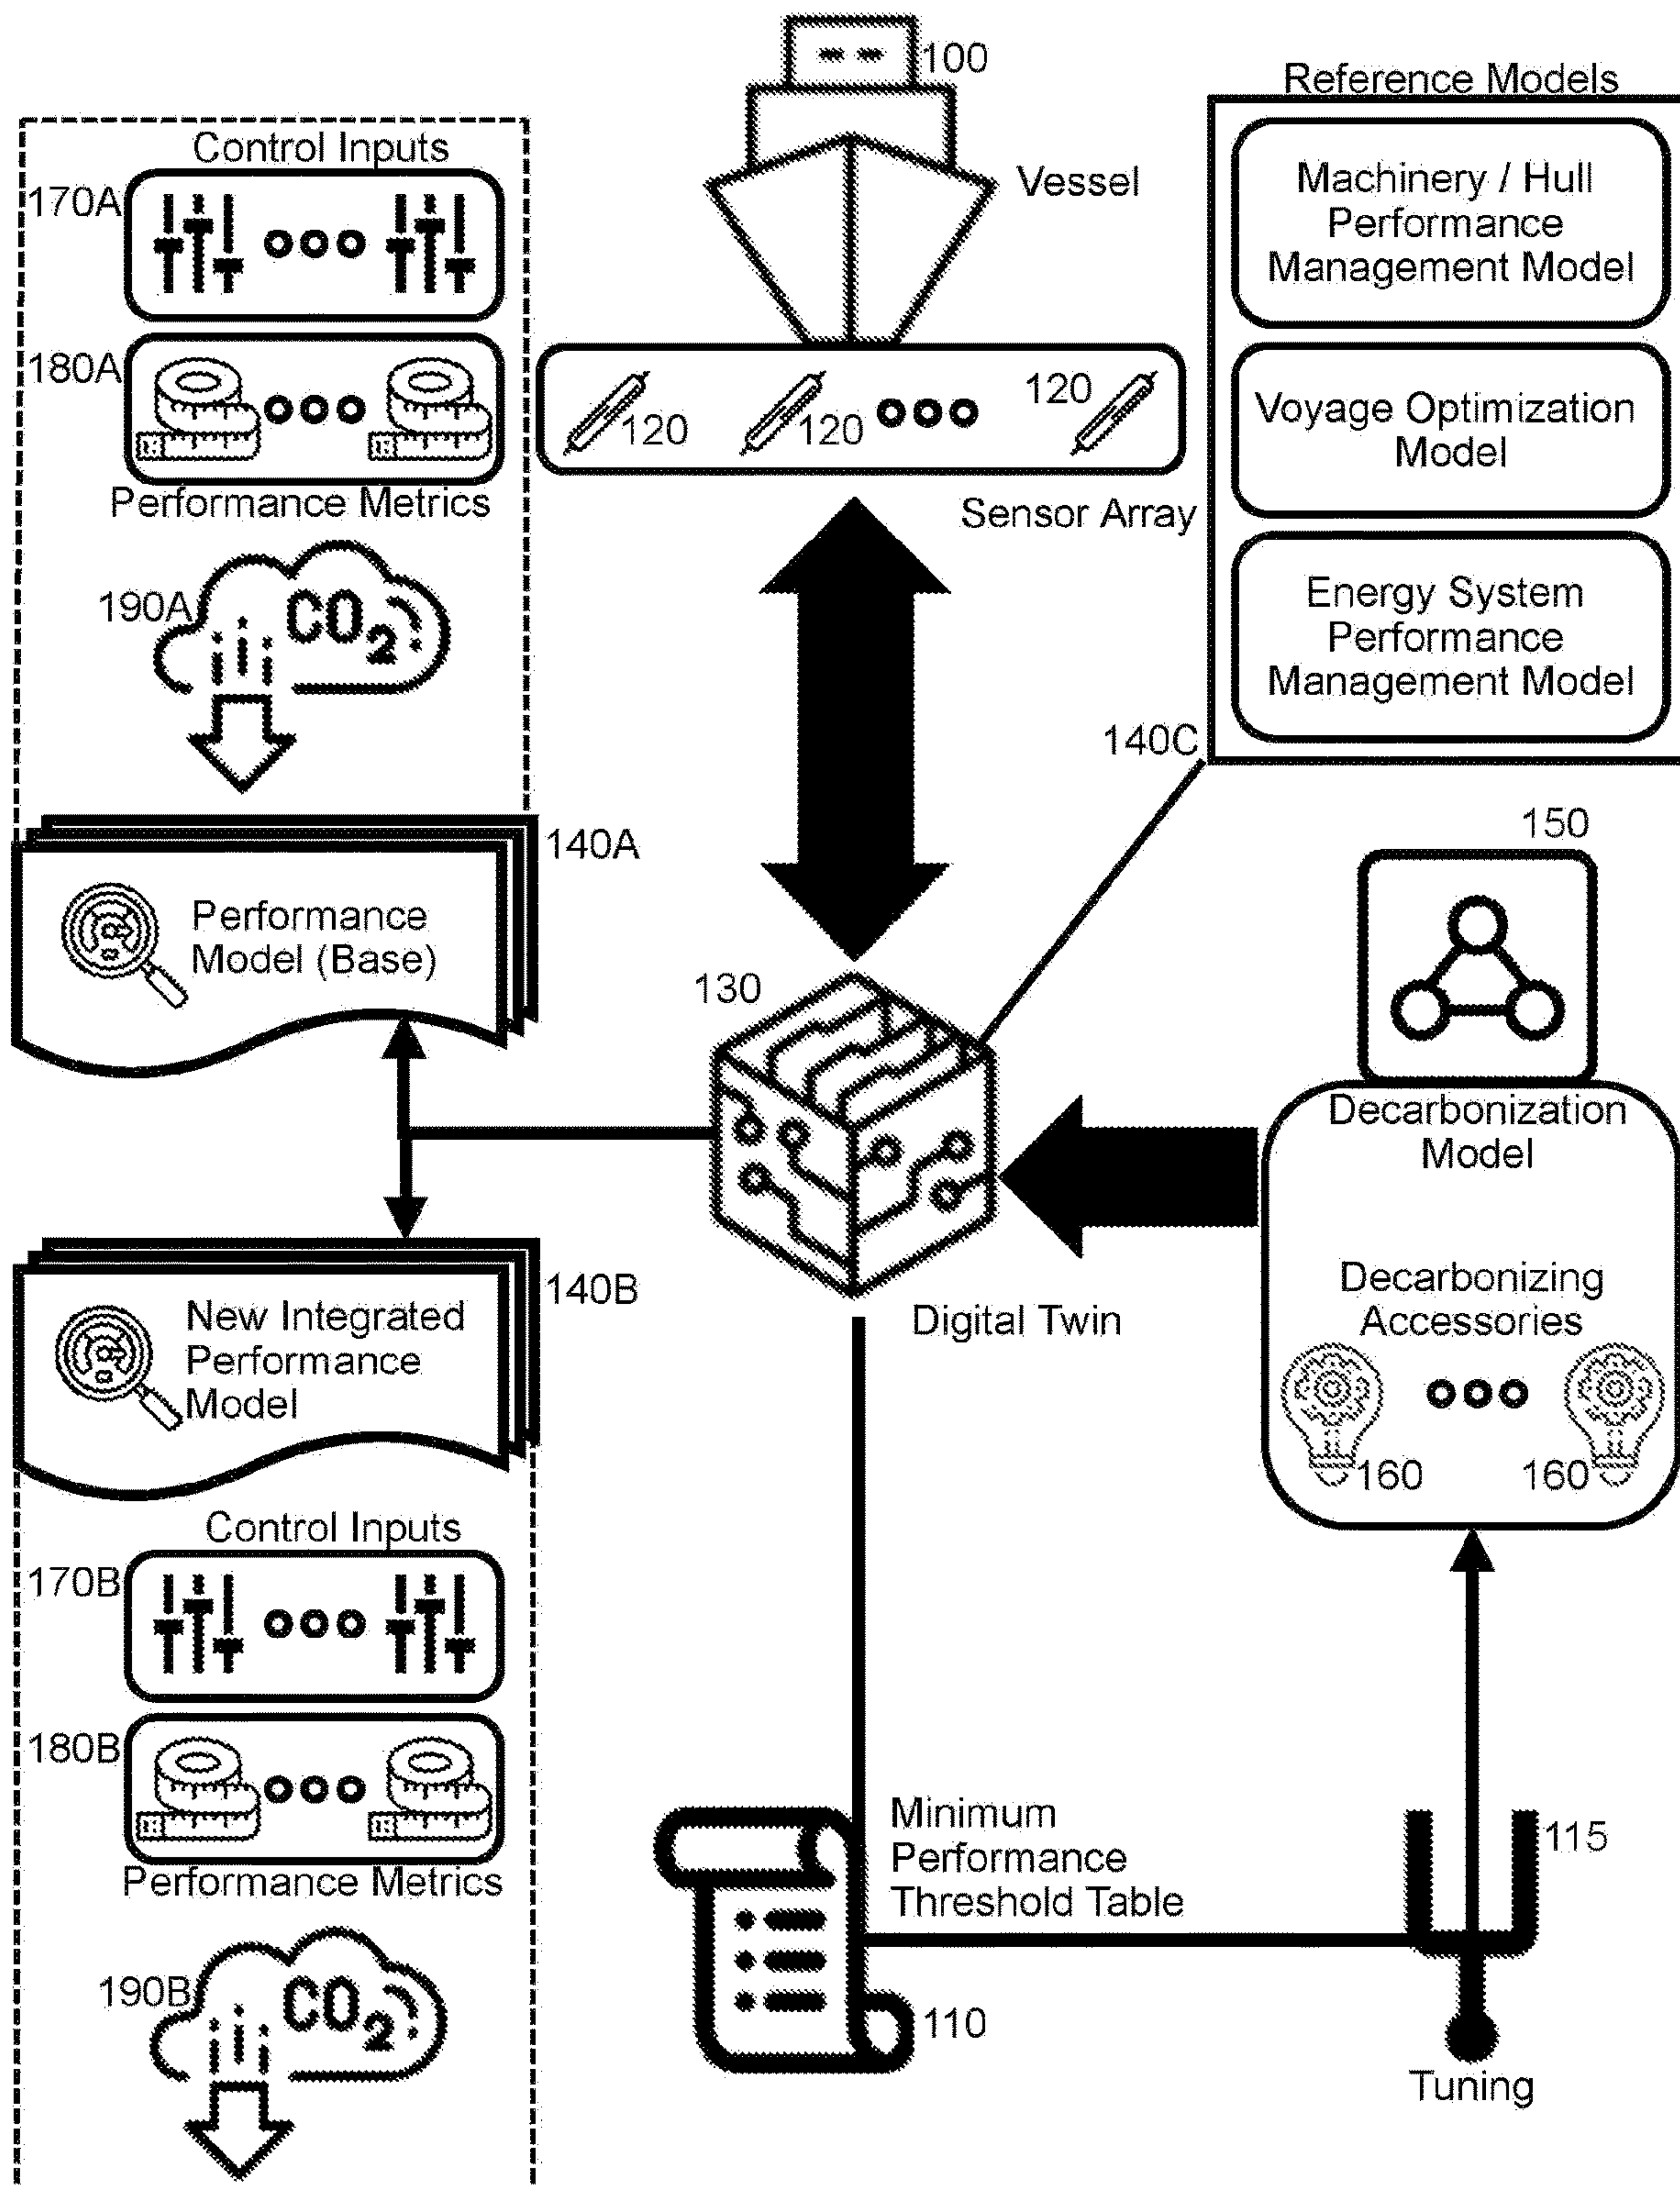 100
Vessel
Control Inputs
170A
180A
Performance Metrics
190A
CO2
120
120
120
Sensor Array
Reference Models
Machinery / Hull
Performance
Management Model
Voyage Optimization
Model
Energy System
Performance
Management Model
140C
140A
Performance
Model (Base)
130
Digital Twin
150
Decarbonization
Model
Decarbonizing
Accessories
160
160
140B
New Integrated
Performance
Model
Control Inputs
170B
180B
Performance Metrics
190B
CO2
Minimum
Performance
Threshold Table
110
115
Tuning